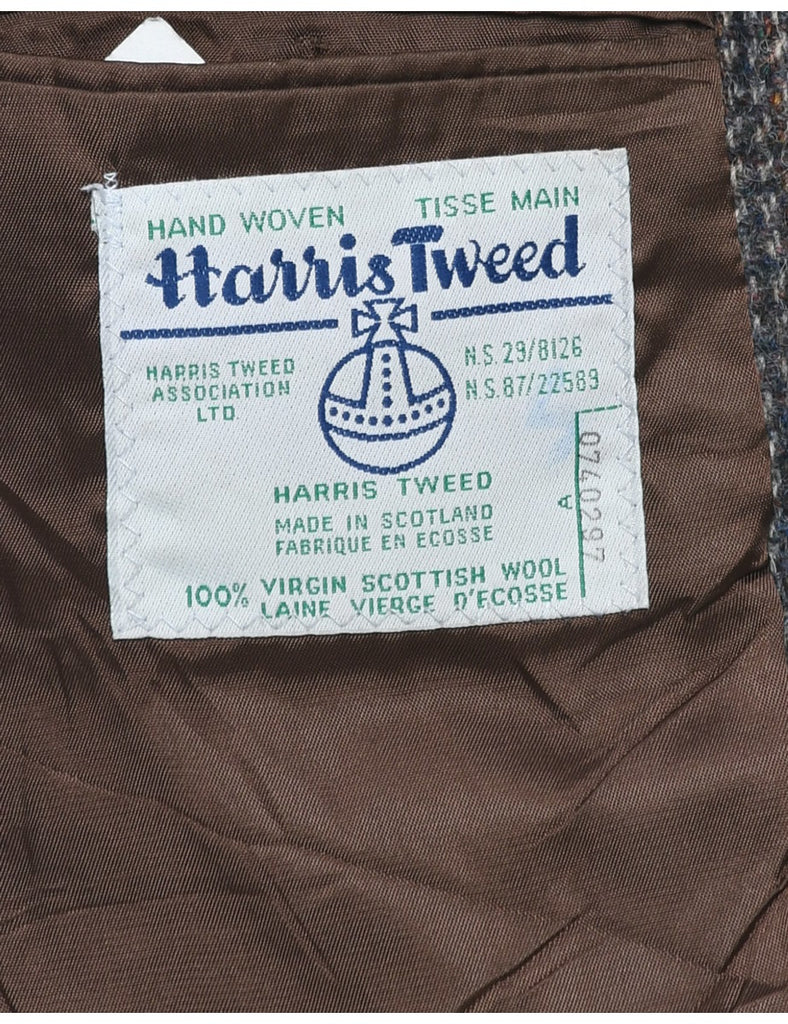 HAND WOVEN TISSE MAIN
Harris Tweed
HARRIS TWEED
ASSOCIATION
LTD.
N.S. 29/8126
N.S. 87/22589
HARRIS TWEED
MADE IN SCOTLAND
FABRIQUE EN ECOSSE
100% VIRGIN SCOTTISH WOOL
LAINE VIERGE D'ECOSSE
A
0740297